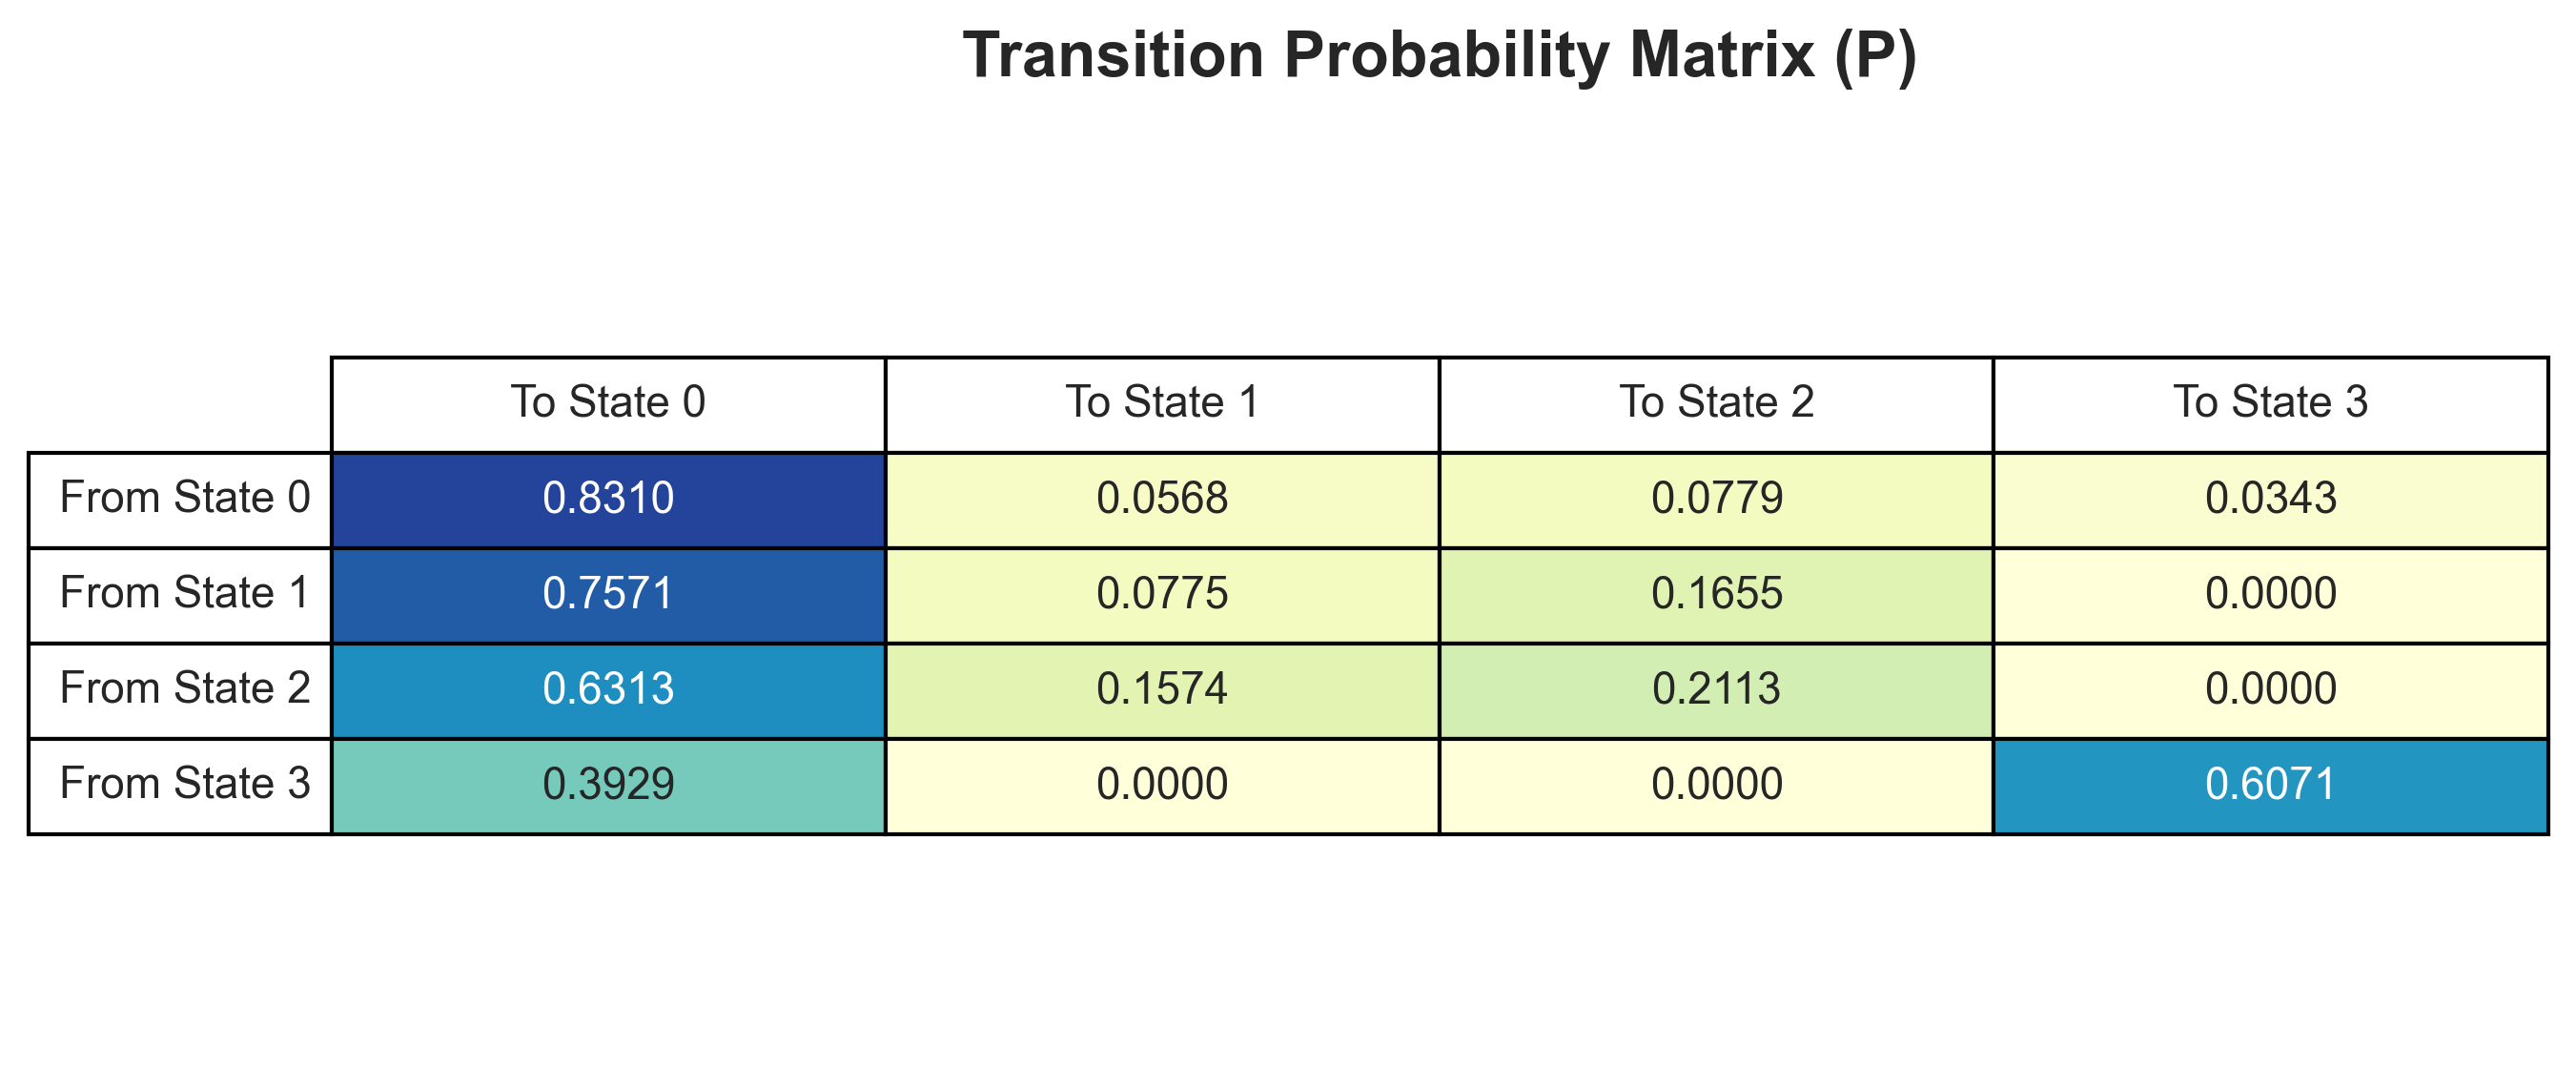 Transition Probability Matrix (P)
To State 0 To State 1 To State 2 To State 3
From State 0 0.8310 0.0568 0.0779 0.0343
From State 1 0.7571 0.0775 0.1655 0.0000
From State 2 0.6313 0.1574 0.2113 0.0000
From State 3 0.3929 0.0000 0.0000 0.6071